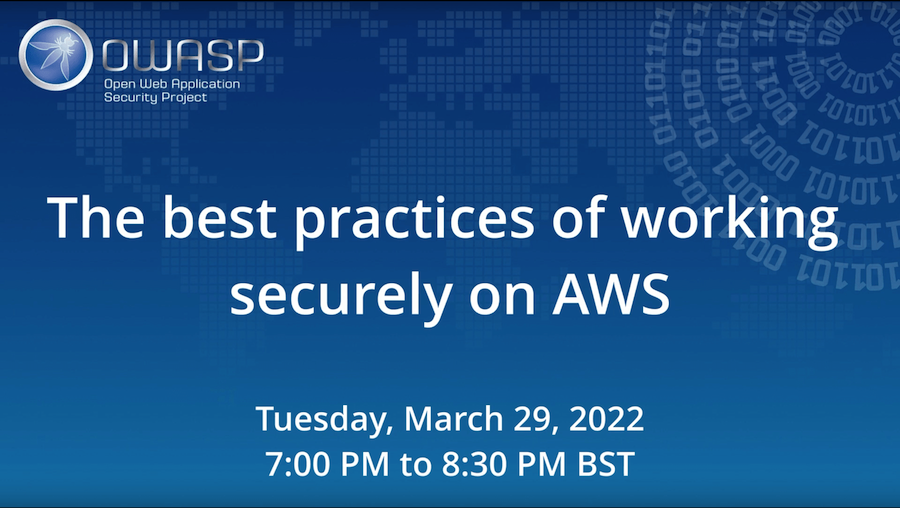 OWASP
Open Web Application
Security Project
The best practices of working
securely on AWS
Tuesday, March 29, 2022
7:00 PM to 8:30 PM BST